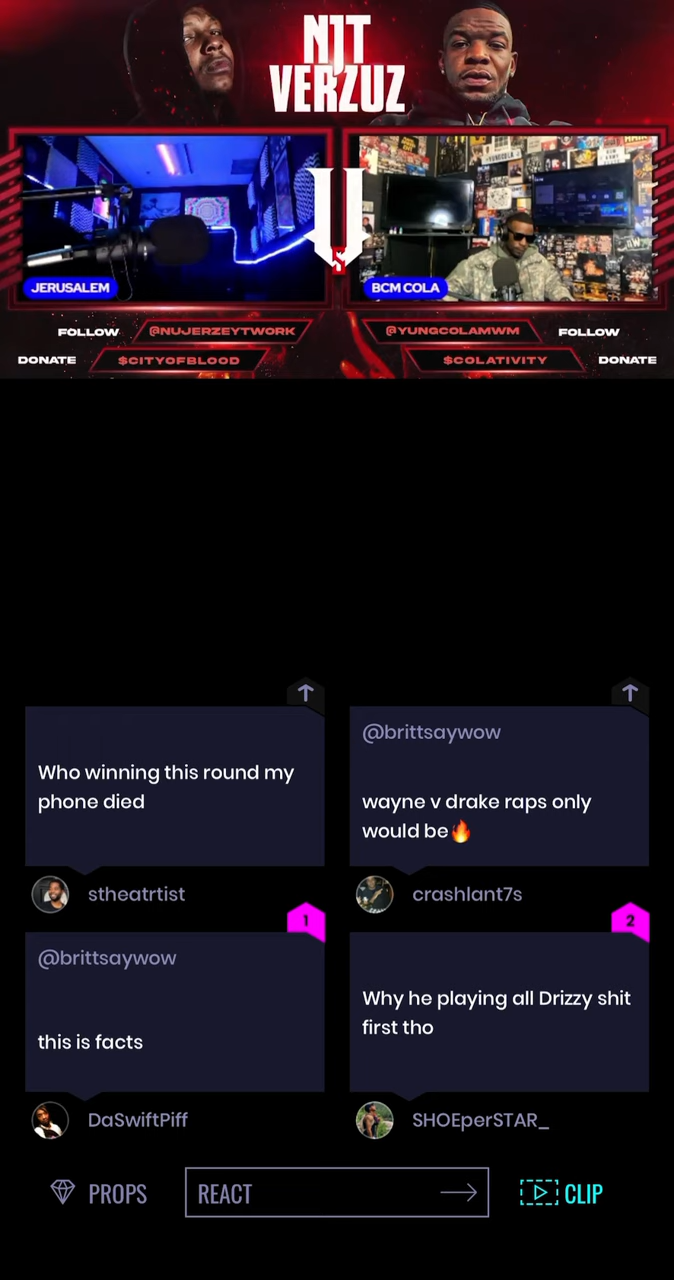 NJT
VERZUZ
JERUSALEM
BCM COLA
FOLLOW @NUJERZEYTWORK @YUNGCOLAMWM FOLLOW
DONATE $CITYOFBLOOD $COLATIVITY DONATE
Who winning this round my
phone died
stheatrtist
@brittsaywow
wayne v drake raps only
would be🔥
crashlant7s
1
@brittsaywow
this is facts
DaSwiftPiff
2
Why he playing all Drizzy shit
first tho
SHOEperSTAR_
PROPS
REACT
CLIP